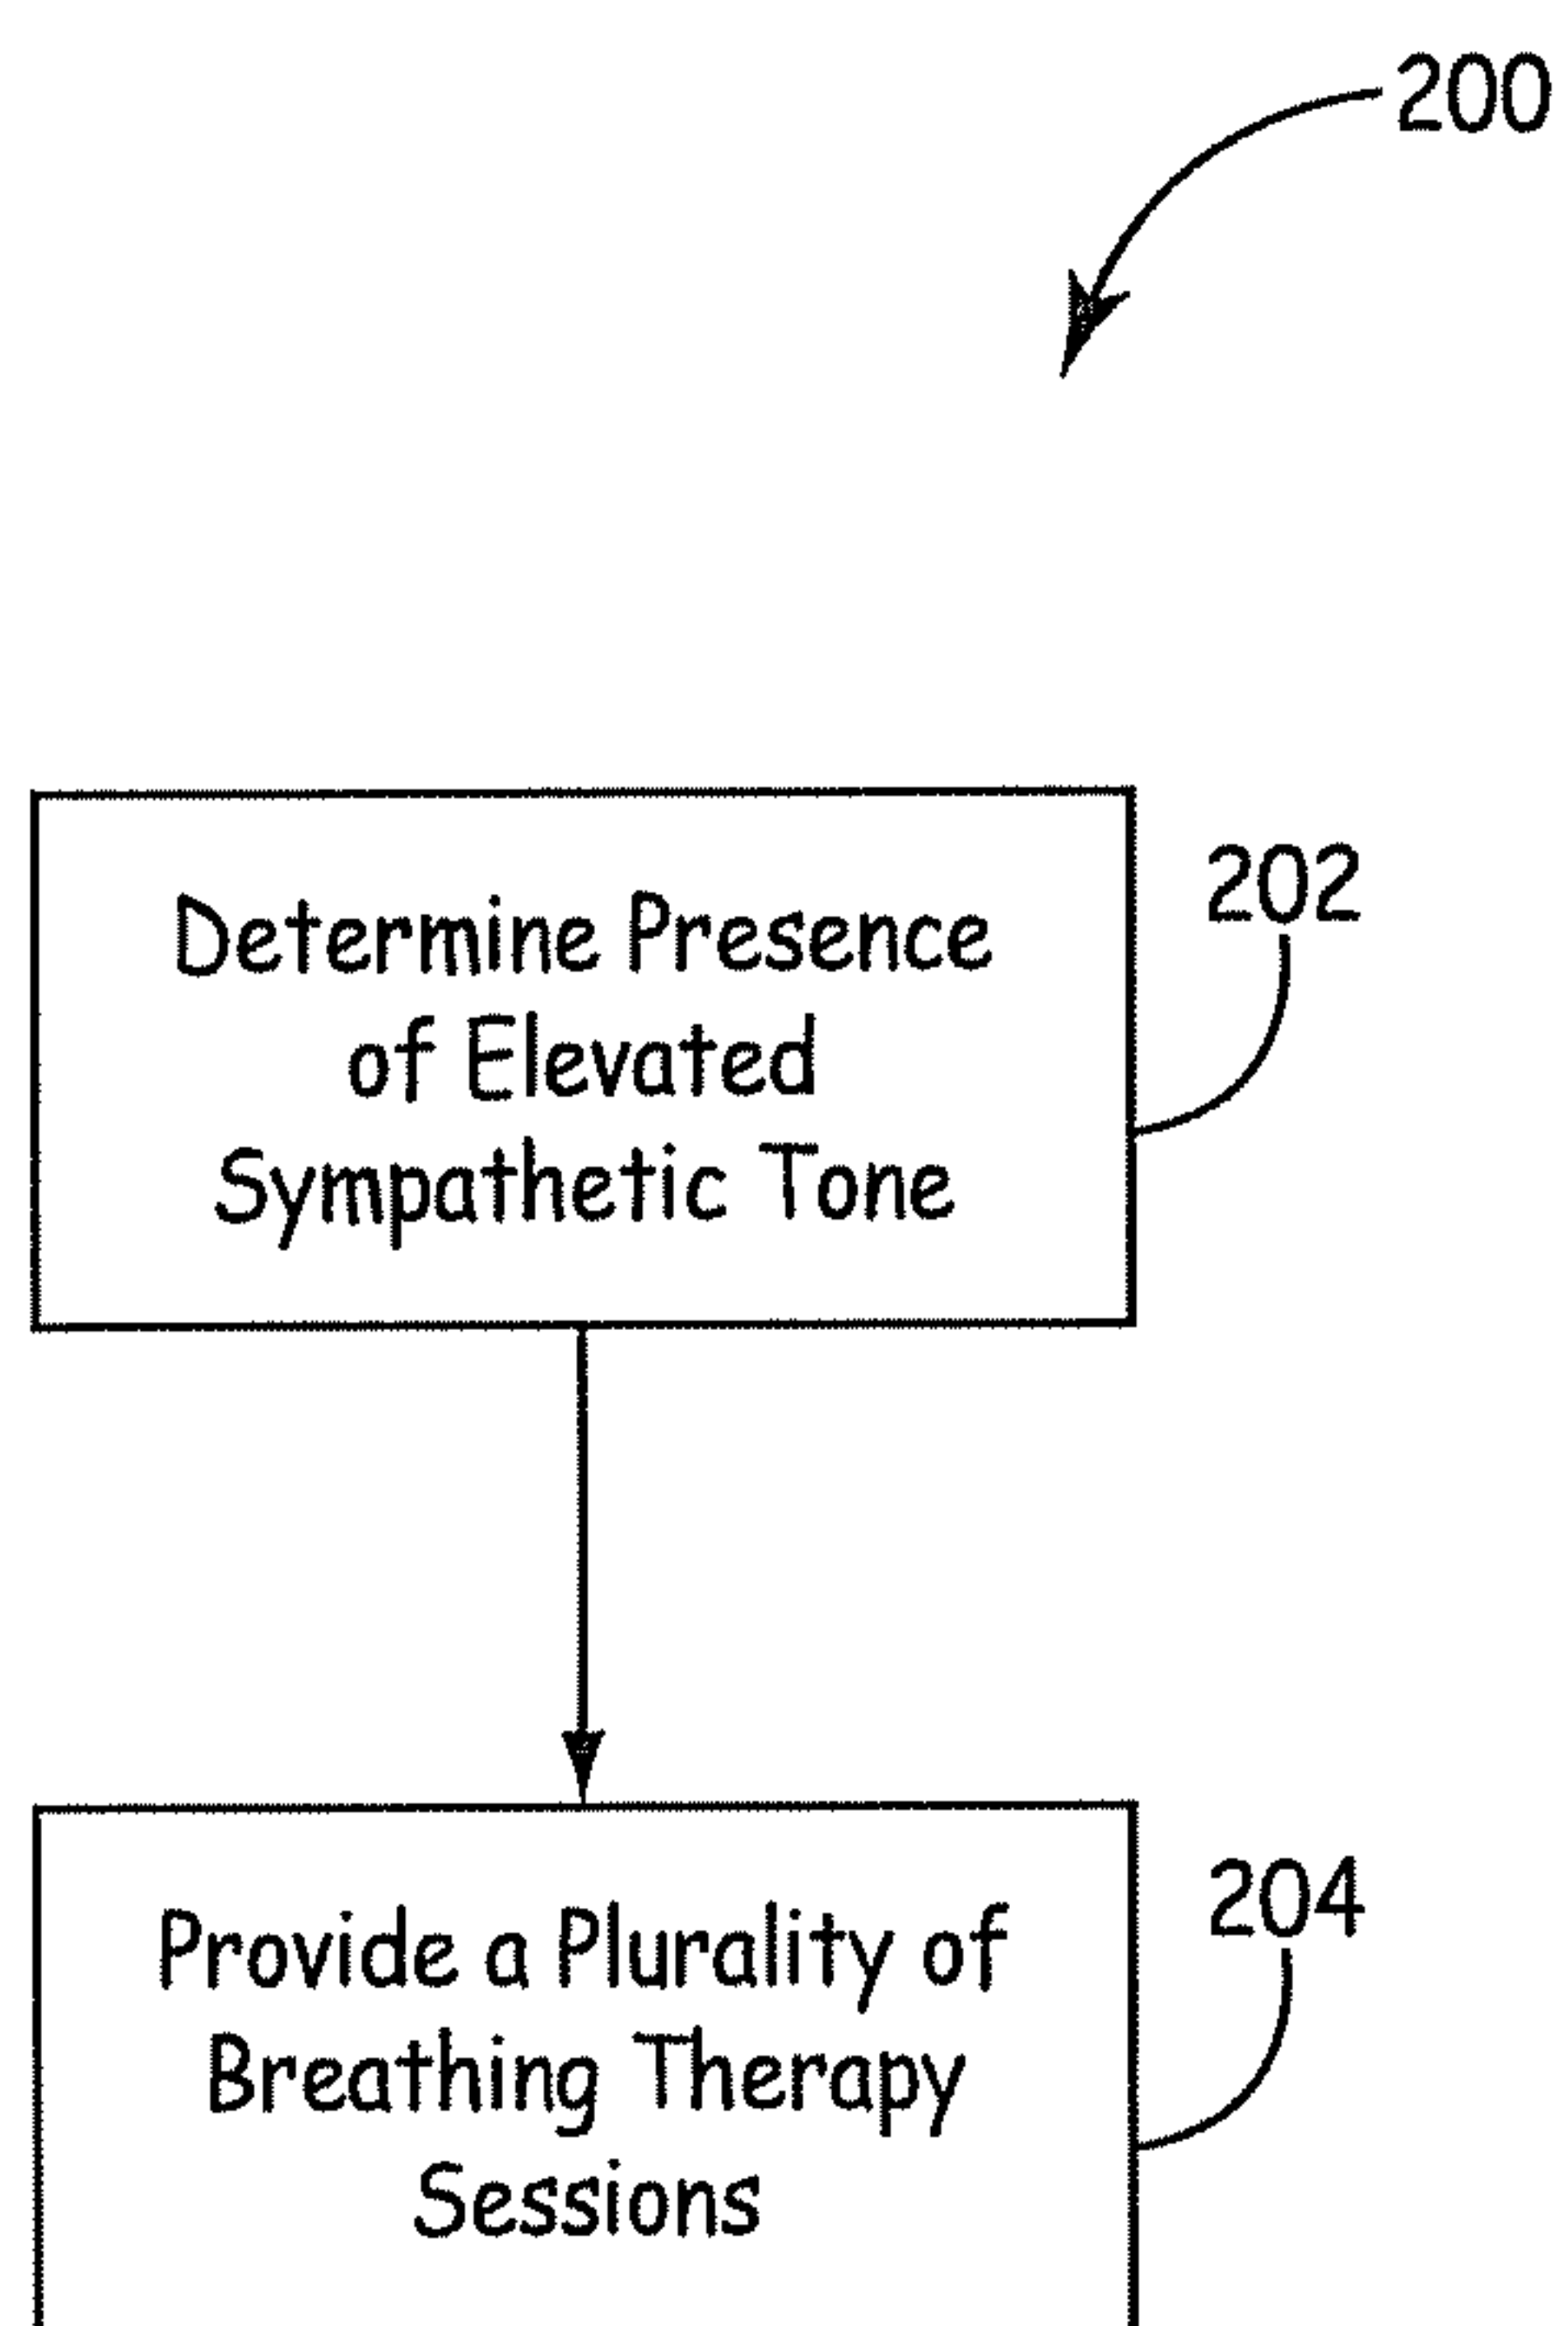 200
Determine Presence
of Elevated
Sympathetic Tone
202
Provide a Plurality of
Breathing Therapy
Sessions
204